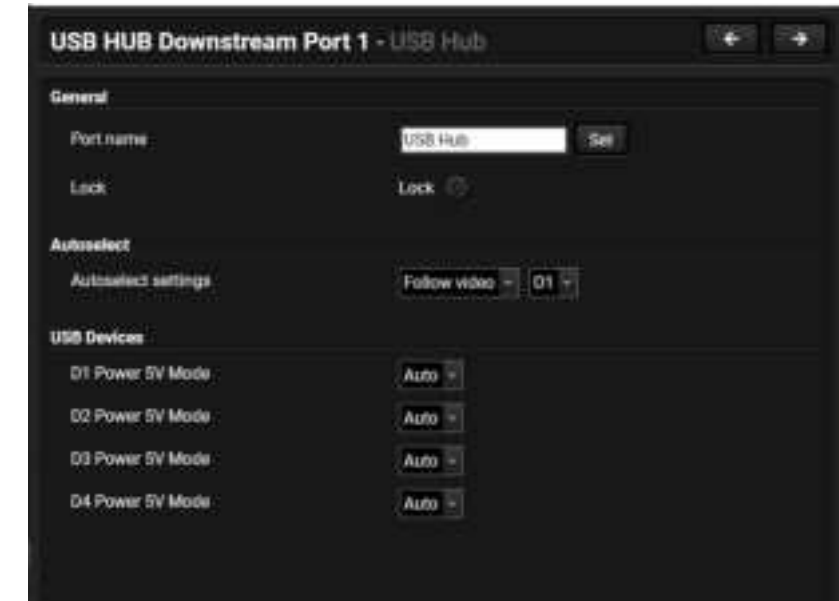 USB HUB Downstream Port 1 - USB Hub
General
Port name USB Hub Set
Lock Lock
Autoselect
Autoselect settings Follow video O1
USB Devices
D1 Power 5V Mode Auto
D2 Power 5V Mode Auto
D3 Power 5V Mode Auto
D4 Power 5V Mode Auto